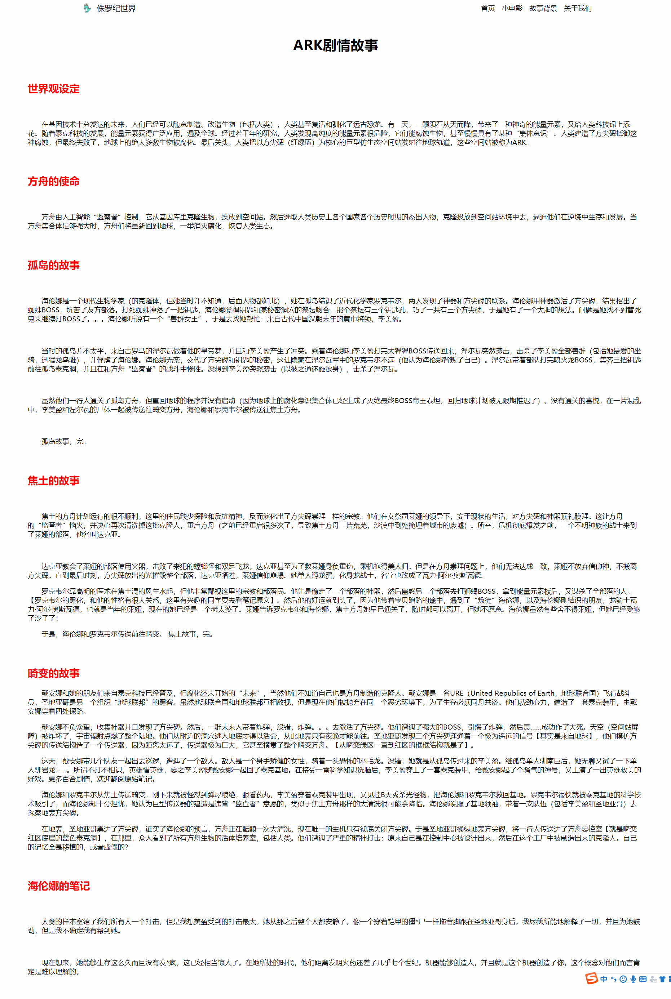 侏罗纪世界
首页 小电影 故事背景 关于我们
ARK剧情故事
世界观设定
在基因技术十分发达的未来，人们已经可以随意制造、改造生物（包括人类），人类甚至复活和驯化了远古恐龙。有一天，一颗陨石从天而降，带来了一种神奇的能量元素，又给人类科技锦上添
花。随着泰克科技的发展，能量元素获得广泛应用，遍及全球。经过若干年的研究，人类发现高纯度的能量元素很危险，它们能腐蚀生物，甚至慢慢具有了某种“集体意识”。人类建造了方尖碑抵御这
种腐蚀，但最终失败了，地球上的绝大多数生物被腐化。最后关头，人类把以方尖碑（红绿蓝）为核心的巨型仿生态空间站发射往地球轨道，这些空间站被称为ARK。
方舟的使命
方舟由人工智能“监察者”控制，它从基因库里克隆生物，投放到空间站。然后选取人类历史上各个国家各个历史时期的杰出人物，克隆投放到空间站环境中去，逼迫他们在逆境中生存和发展。当
方舟集合体足够强大时，方舟们将重新回到地球，一举消灭腐化，恢复人类生态。
孤岛的故事
海伦娜是一个现代生物学家（的克隆体，但她当时并不知道，后面人物都如此），她在孤岛结识了近代化学家罗克韦尔，两人发现了神器和方尖碑的联系。海伦娜用神器激活了方尖碑，结果招出了
蜘蛛BOSS，坑苦了友方部落。打死蜘蛛掉落了一把钥匙，海伦娜觉得钥匙和某秘密洞穴的祭坛吻合，那个祭坛有三个钥匙孔，巧了一共有三个方尖碑，于是她有了一个大胆的想法。问题是她找不到替死
鬼来继续打BOSS了。。。海伦娜听说有一个“兽群女王”，于是去找她帮忙：来自古代中国汉朝末年的黄巾将领，李美盈。
当时的孤岛并不太平，来自古罗马的涅尔瓦做着他的皇帝梦，并且和李美盈产生了冲突。乘着海伦娜和李美盈打完大猩猩BOSS传送回来，涅尔瓦突然袭击，击杀了李美盈全部兽群（包括她最爱的坐
骑，迅猛龙乌骓），并俘虏了海伦娜。海伦娜无奈，交代了方尖碑和钥匙的秘密，这让隐藏在涅尔瓦军中的罗克韦尔不满（他认为海伦娜背叛了自己）。涅尔瓦带着部队打完喷火龙BOSS，集齐三把钥匙
前往孤岛泰克洞，并且在和方舟“监察者”的战斗中惨胜。没想到李美盈突然袭击（以彼之道还施彼身），击杀了涅尔瓦。
虽然他们一行人通关了孤岛方舟，但重回地球的程序并没有启动（因为地球上的腐化意识集合体已经生成了灭绝最终BOSS帝王泰坦，回归地球计划被无限期推迟了）。没有通关的喜悦，在一片混乱
中，李美盈和涅尔瓦的尸体一起被传送往畸变方舟，海伦娜和罗克韦尔被传送往焦土方舟。
孤岛故事，完。
焦土的故事
焦土的方舟计划运行的很不顺利，这里的住民缺少探险和反抗精神，反而演化出了方尖碑崇拜一样的宗教。他们在女祭司莱娅的领导下，安于现状的生活，对方尖碑和神器顶礼膜拜。这让方舟
的“监查者”恼火，并决心再次清洗掉这批克隆人，重启方舟（之前已经重启很多次了，导致焦土方舟一片荒芜，沙漠中到处掩埋着城市的废墟）。所幸，危机彻底爆发之前，一个不明种族的战士来到
了莱娅的部落，他名叫达克亚。
达克亚教会了莱娅的部落使用火器，击败了来犯的螳螂怪和双足飞龙，达克亚甚至为了救莱娅身负重伤，乘机抱得美人归。但是在方舟崇拜问题上，他们无法达成一致，莱娅不放弃信仰神，不搬离
方尖碑。直到最后时刻，方尖碑放出的光摧毁整个部落，达克亚牺牲，莱娅信仰崩塌。她单人孵龙蛋，化身龙战士，名字也改成了瓦力·阿尔·奥斯瓦德。
罗克韦尔靠高明的医术在焦土混的风生水起，但他非常鄙视这里的宗教和部落民。他先是偷走了一个部落的神器，然后蛊惑另一个部落去打狮蝎BOSS，拿到能量元素板后，又谋杀了全部落的人。
【罗克韦尔的黑化，和他的性格有很大关系，这里有兴趣的同学要去看笔记原文】。然后他的好运就到头了，因为他带着宝贝跑路的途中，遇到了“叛徒”海伦娜，以及海伦娜刚结识的朋友，龙骑士瓦
力·阿尔·奥斯瓦德，也就是当年的莱娅，现在的她已经是一个老太婆了。莱娅告诉罗克韦尔和海伦娜，焦土方舟她早已通关了，随时都可以离开，但她不愿意。海伦娜虽然有些舍不得莱娅，但她已经受够
了沙子了！
于是，海伦娜和罗克韦尔传送前往畸变。 焦土故事，完。
畸变的故事
戴安娜和她的朋友们来自泰克科技已经普及，但腐化还未开始的“未来”，当然他们不知道自己也是方舟制造的克隆人。戴安娜是一名URE（United Republics of Earth，地球联合国）飞行战斗
员，圣地亚哥是另一个组织“地球联邦”的黑客。虽然地球联合国和地球联邦互相敌视，但是现在他们被抛弃在同一个恶劣环境下，为了生存必须同舟共济。他们费劲心力，建造了一套泰克装甲，由戴
安娜穿着四处探路。
戴安娜不负众望，收集神器并且发现了方尖碑。然后，一群未来人带着炸弹，没错，炸弹。。。去激活了方尖碑。他们遭遇了强大的BOSS，引爆了炸弹，然后轰……成功作了大死。天空（空间站屏
障）被炸坏了，宇宙辐射点燃了整个陆地。他们从附近的洞穴逃入地底才得以活命，从此地表只有夜晚才能前往。圣地亚哥发现三个方尖碑连通着一个极为遥远的信号【其实是来自地球】，他们模仿方
尖碑的传送结构造了一个传送器，因为距离太远了，传送器极为巨大，它甚至横贯了整个畸变方舟。【从畸变绿区一直到红区的框框结构就是了】。
这天，戴安娜带几个队友一起出去巡逻，遭遇了一个敌人。敌人是一个身手矫健的女性，骑着一头恐怖的羽毛龙。没错，她就是从孤岛传过来的李美盈。继孤岛单人驯南巨后，她无聊又试了一下单
人驯岩龙……。所谓不打不相识，英雄惜英雄，总之李美盈随戴安娜一起回了泰克基地。在接受一番科学知识洗脑后，李美盈穿上了一套泰克装甲，给戴安娜起了个骚气的绰号，又上演了一出英雄救美的
好戏。更多百合剧情，欢迎翻阅原始笔记。
海伦娜和罗克韦尔从焦土传送畸变，刚下来就被怪怼到弹尽粮绝，眼看药丸，李美盈穿着泰克装甲出现，又见挂B天秀杀光怪物，把海伦娜和罗克韦尔救回基地。罗克韦尔很快就被泰克基地的科学技
术吸引了，而海伦娜却十分担忧，她认为巨型传送器的建造是违背“监查者”意愿的，类似于焦土方舟那样的大清洗很可能会降临。海伦娜说服了基地领袖，带着一支队伍（包括李美盈和圣地亚哥）去
探察地表方尖碑。
在地表，圣地亚哥黑进了方尖碑，证实了海伦娜的预言，方舟正在酝酿一次大清洗，现在唯一的生机只有彻底关闭方尖碑。于是圣地亚哥操纵地表方尖碑，将一行人传送进了方舟总控室【就是畸变
红区底层的蓝色泰克洞】，在那里，众人看到了所有方舟生物的活体培养室，包括人类。他们遭遇了严重的精神打击：原来自己是在控制中心被设计出来，然后在这个工厂中被制造出来的克隆人。自己
的记忆全是移植的，或者虚假的?
海伦娜的笔记
人类的样本室给了我们所有人一个打击，但是我想美盈受到的打击最大。她从那之后整个人都安静了，像一个穿着铠甲的僵*尸一样拖着脚跟在圣地亚哥身后。我尽我所能地解释了一切，并且为她鼓
劲，但是我不确定我有帮到她。
现在想来，她能够生存这么久而且没有发*疯，这已经相当惊人了。在她所处的时代，他们距离发明火药还差了几乎七个世纪。机器能够创造人，并且就是这个机器创造了你，这个概念对他们而言肯
定是难以理解的。
中